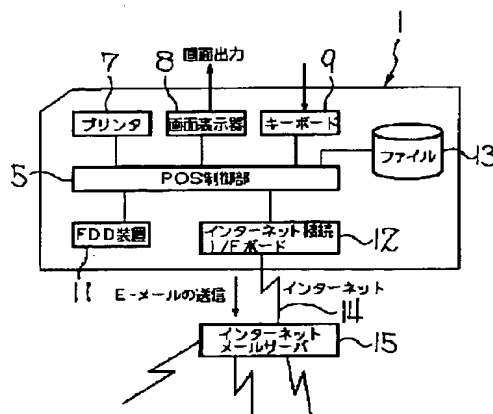 画面出力
1
7
8
9
プリンタ
画面表示器
キーボード
ファイル
13
5
POS制御部
FDD装置
インターネット接続
I/Fボード
12
11
E-メールの送信
インターネット
14
インターネット
メールサーバ
15